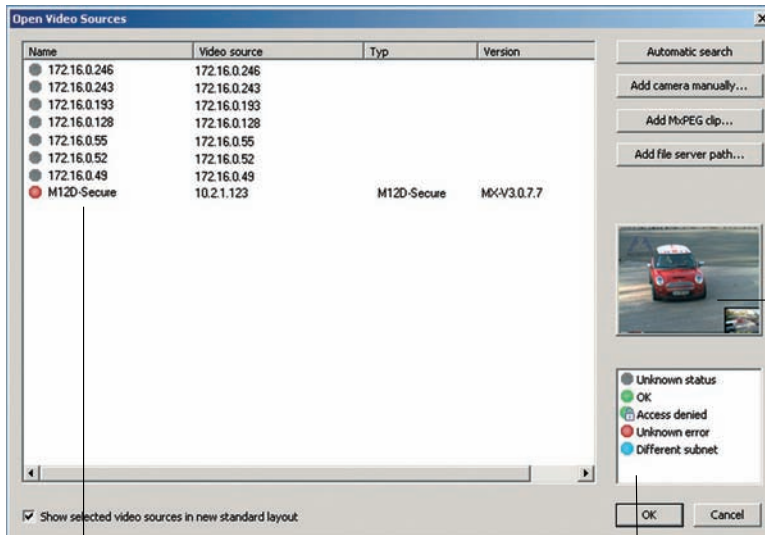 Open Video Sources
Name Video source Typ Version
172.16.0.246 172.16.0.246
172.16.0.243 172.16.0.243
172.16.0.193 172.16.0.193
172.16.0.128 172.16.0.128
172.16.0.55 172.16.0.55
172.16.0.52 172.16.0.52
172.16.0.49 172.16.0.49
M12D-Secure 10.2.1.123 M12D-Secure MX-V3.0.7.7
Automatic search
Add camera manually...
Add MxPEG clip...
Add file server path...
Unknown status
OK
Access denied
Unknown error
Different subnet
Show selected video sources in new standard layout
OK Cancel